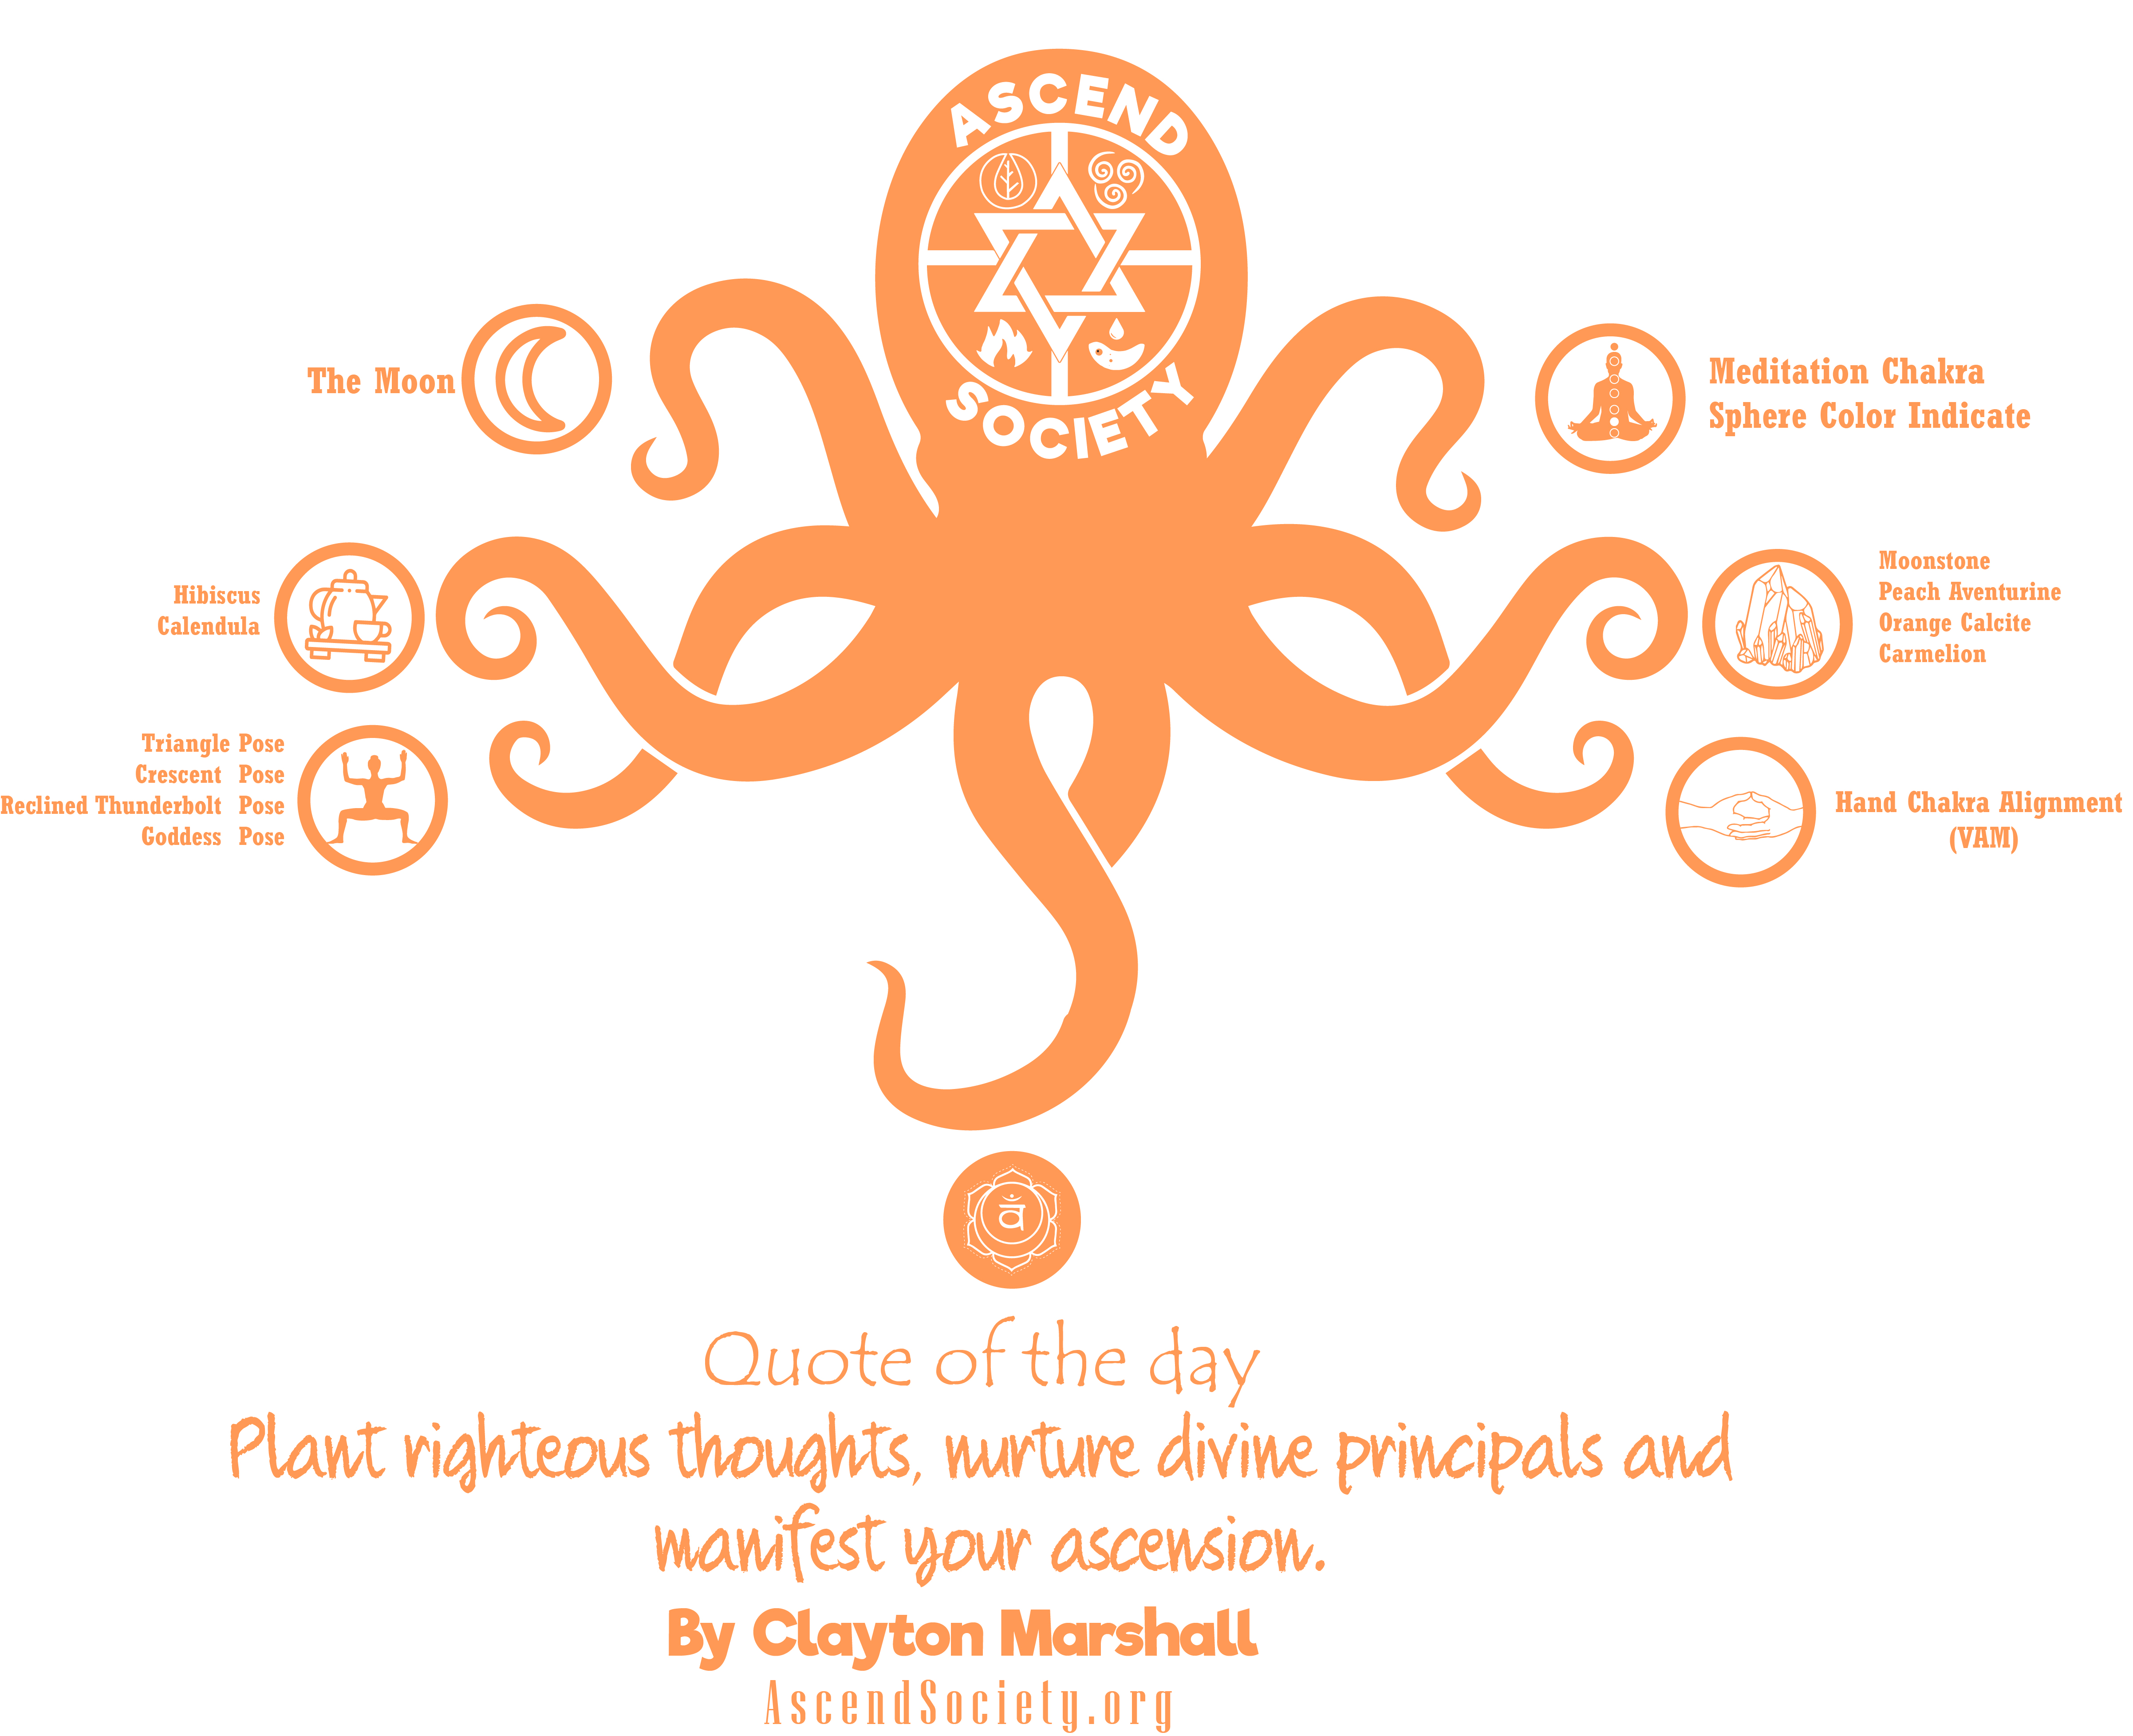 ASCEND
SOCIETY
The Moon
Meditation Chakra
Sphere Color Indicate
Hibiscus
Calendula
Moonstone
Peach Aventurine
Orange Calcite
Carmelion
Triangle Pose
Crescent Pose
Reclined Thunderbolt Pose
Goddess Pose
Hand Chakra Alignment
(VAM)
वं
Quote of the day
Plant righteous thoughts, nurture divine principals and
manifest your ascension.
By Clayton Marshall
AscendSociety.org